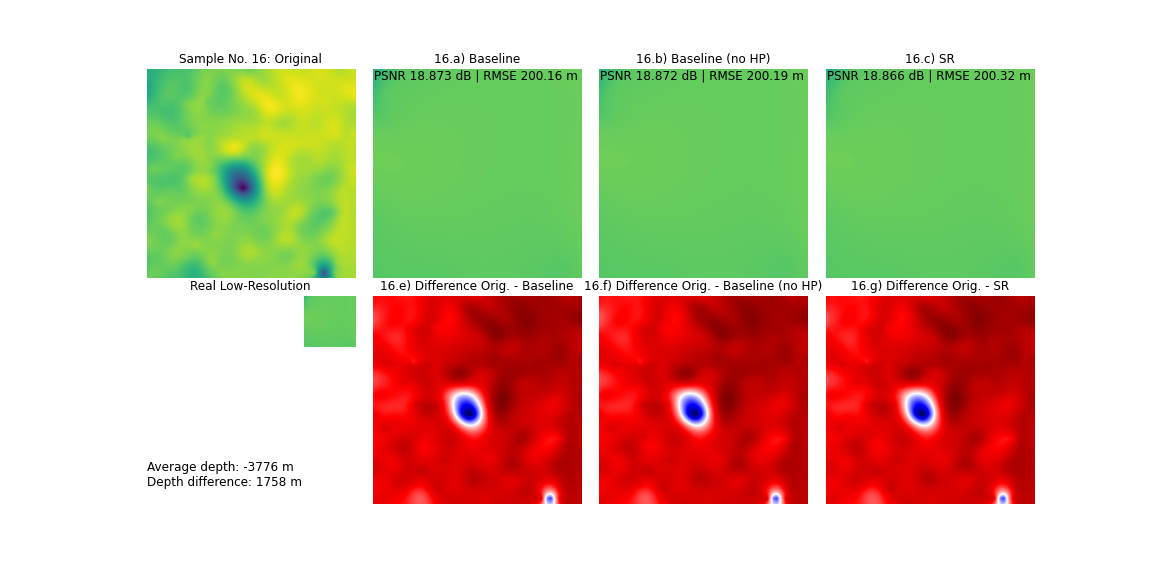 Sample No. 16: Original
16.a) Baseline
16.b) Baseline (no HP)
16.c) SR
PSNR 18.873 dB | RMSE 200.16 m
PSNR 18.872 dB | RMSE 200.19 m
PSNR 18.866 dB | RMSE 200.32 m
Real Low-Resolution
16.e) Difference Orig. - Baseline
16.f) Difference Orig. - Baseline (no HP)
16.g) Difference Orig. - SR
Average depth: -3776 m
Depth difference: 1758 m